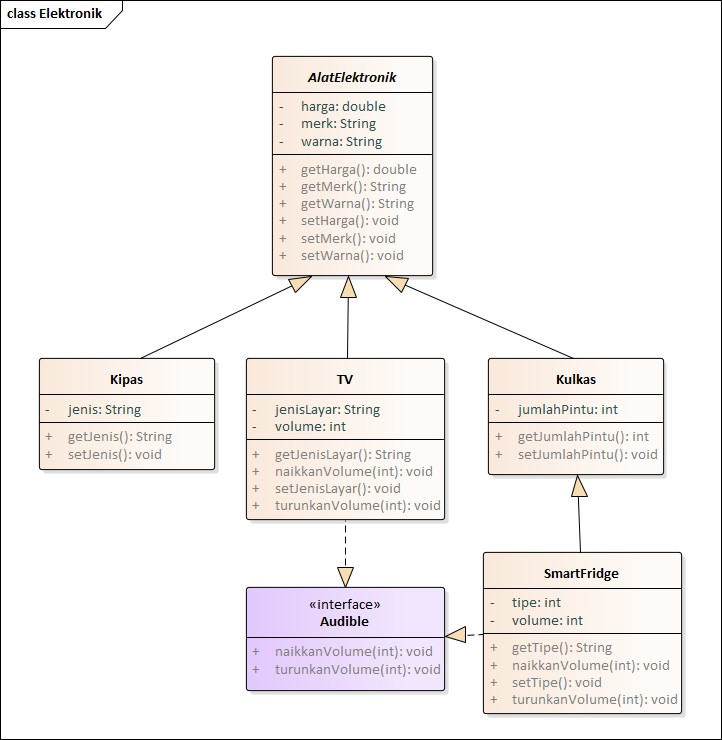 class Elektronik
AlatElektronik
- harga: double
- merk: String
- warna: String
+ getHarga(): double
+ getMerk(): String
+ getWarna(): String
+ setHarga(): void
+ setMerk(): void
+ setWarna(): void
Kipas
- jenis: String
+ getJenis(): String
+ setJenis(): void
TV
- jenisLayar: String
- volume: int
+ getJenisLayar(): String
+ naikkanVolume(int): void
+ setJenisLayar(): void
+ turunkanVolume(int): void
Kulkas
- jumlahPintu: int
+ getJumlahPintu(): int
+ setJumlahPintu(): void
«interface»
Audible
+ naikkanVolume(int): void
+ turunkanVolume(int): void
SmartFridge
- tipe: int
- volume: int
+ getTipe(): String
+ naikkanVolume(int): void
+ setTipe(): void
+ turunkanVolume(int): void